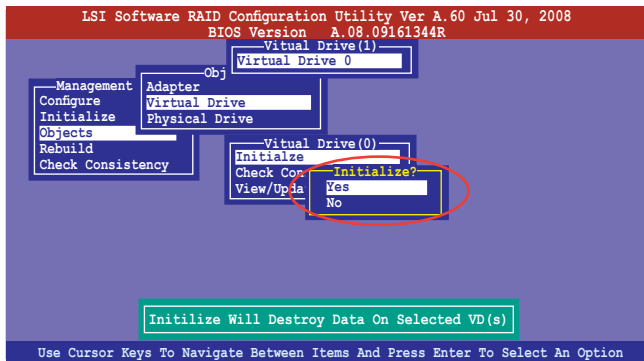 LSI Software RAID Configuration Utility Ver A.60 Jul 30, 2008
BIOS Version A.08.09161344R
Vitual Drive(1)
Virtual Drive 0
Obj
Adapter
Virtual Drive
Physical Drive
Management
Configure
Initialize
Objects
Rebuild
Check Consistency
Vitual Drive(0)
Initialze
Check Con
View/Upda
Initialize?
Yes
No
Initilize Will Destroy Data On Selected VD(s)
Use Cursor Keys To Navigate Between Items And Press Enter To Select An Option